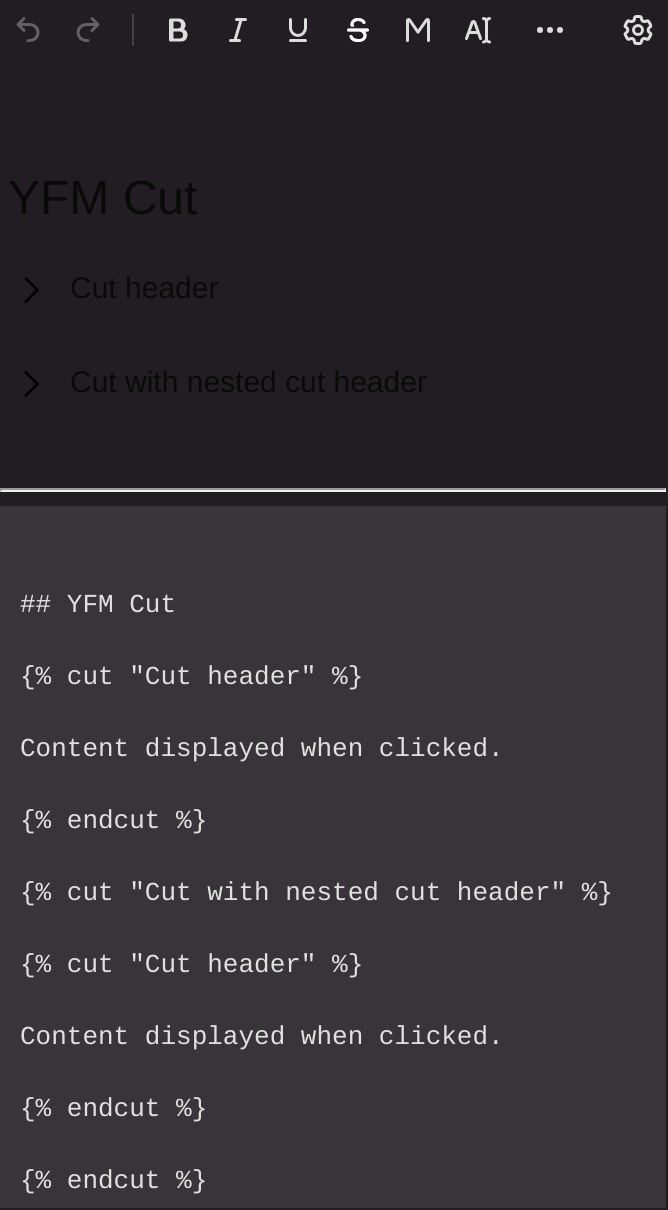 B I U S M A
YFM Cut
Cut header
Cut with nested cut header
## YFM Cut
{% cut "Cut header" %}
Content displayed when clicked.
{% endcut %}
{% cut "Cut with nested cut header" %}
{% cut "Cut header" %}
Content displayed when clicked.
{% endcut %}
{% endcut %}